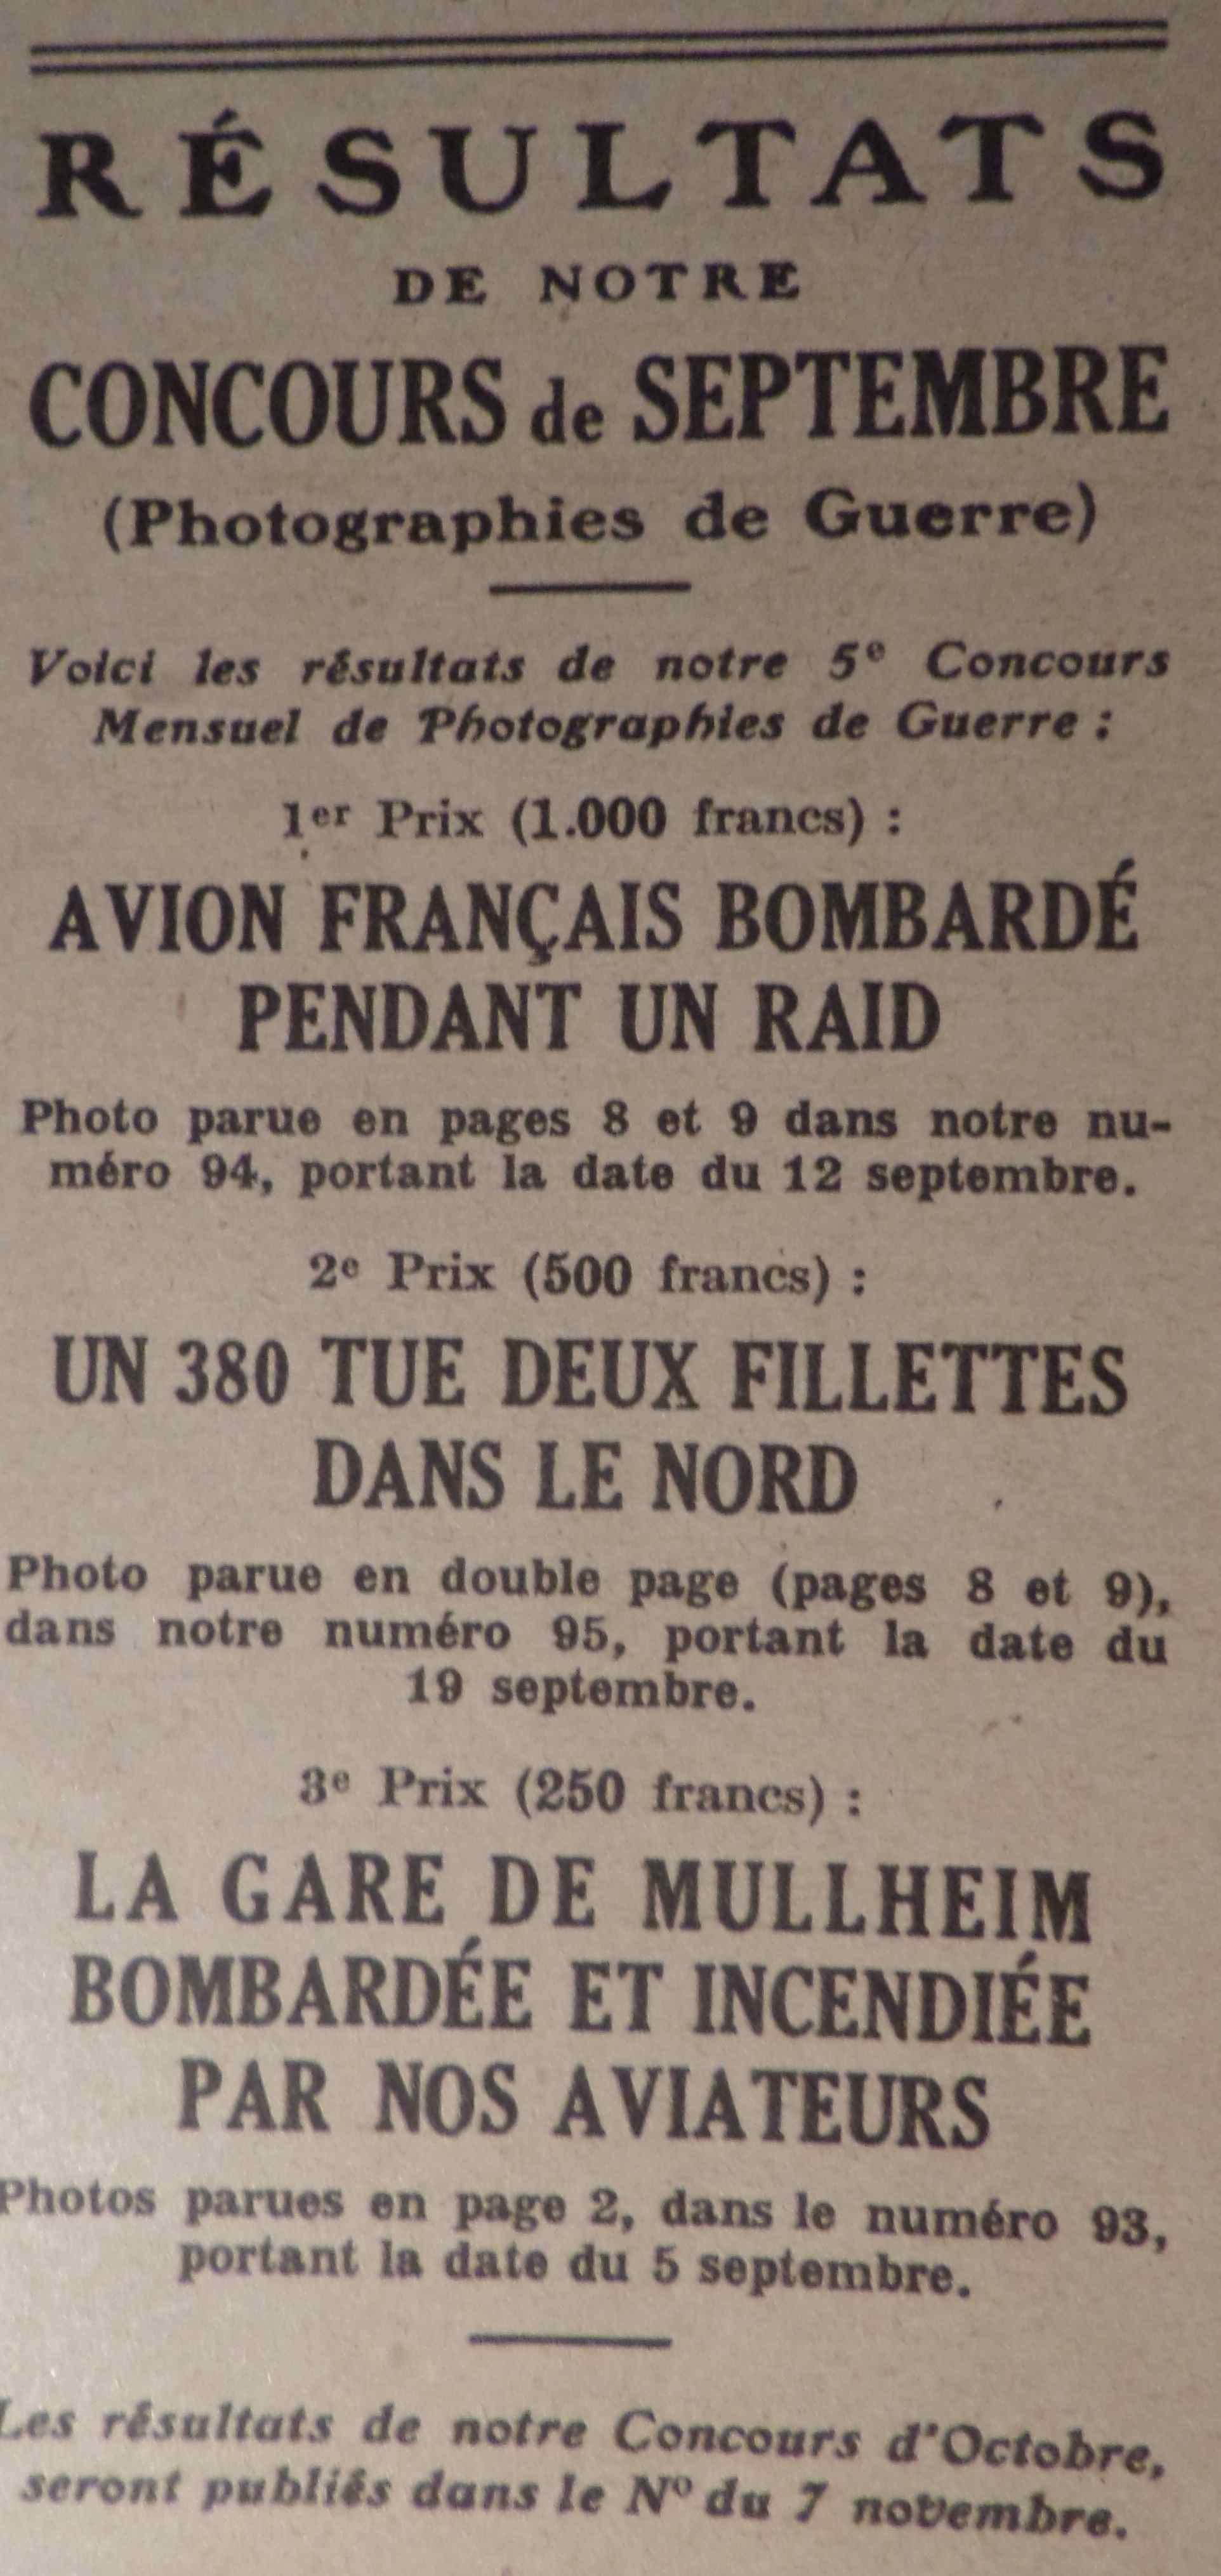 RÉSULTATS
DE NOTRE
CONCOURS de SEPTEMBRE
(Photographies de Guerre)
Voici les résultats de notre 5e Concours
Mensuel de Photographies de Guerre :
1er Prix (1.000 francs) :
AVION FRANÇAIS BOMBARDÉ
PENDANT UN RAID
Photo parue en pages 8 et 9 dans notre nu-
méro 94, portant la date du 12 septembre.
2e Prix (500 francs) :
UN 380 TUE DEUX FILLETTES
DANS LE NORD
Photo parue en double page (pages 8 et 9),
dans notre numéro 95, portant la date du
19 septembre.
3e Prix (250 francs) :
LA GARE DE MULLHEIM
BOMBARDÉE ET INCENDIÉE
PAR NOS AVIATEURS
Photos parues en page 2, dans le numéro 93,
portant la date du 5 septembre.
Les résultats de notre Concours d'Octobre,
seront publiés dans le Nº du 7 novembre.